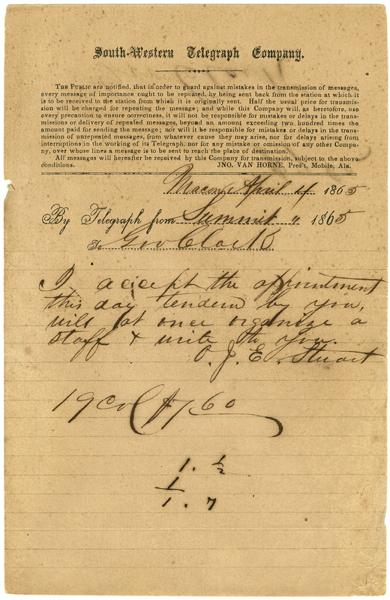 South-Western Telegraph Company.
THE PUBLIC are notified, that in order to guard against mistakes in the transmission of messages,
every message of importance ought to be repeated, by being sent back from the station at which it
is to be received to the station from which it is originally sent. Half the usual price for transmis-
sion will be charged for repeating the message; and while this Company will, as heretofore, use
every precaution to ensure correctness, it will not be responsible for mistakes or delays in the trans-
missions or delivery of repeated messages, beyond an amount exceeding two hundred times the
amount paid for sending the message; nor will it be responsible for mistakes or delays in the transmission
of unrepeated messages, from whatever cause they may arise, nor for delays arising from
interruptions in the working of its Telegraph; nor for any mistake or omission of any other Company,
over whose lines a message is to be sent to reach the place of destination.
All messages will hereafter be received by this Company for transmission, subject to the above
conditions. JNO. VAN HORNE, Pres't, Mobile, Ala.
Macon, April 4 1865
By Telegraph from Summit 4 1865
To Gov Clark
I accept the appointment
this day tenderd by you,
will at once organize a
staff & write to you.
J. E. Stuart
19 col $7.60
1. ½
1
1. 7